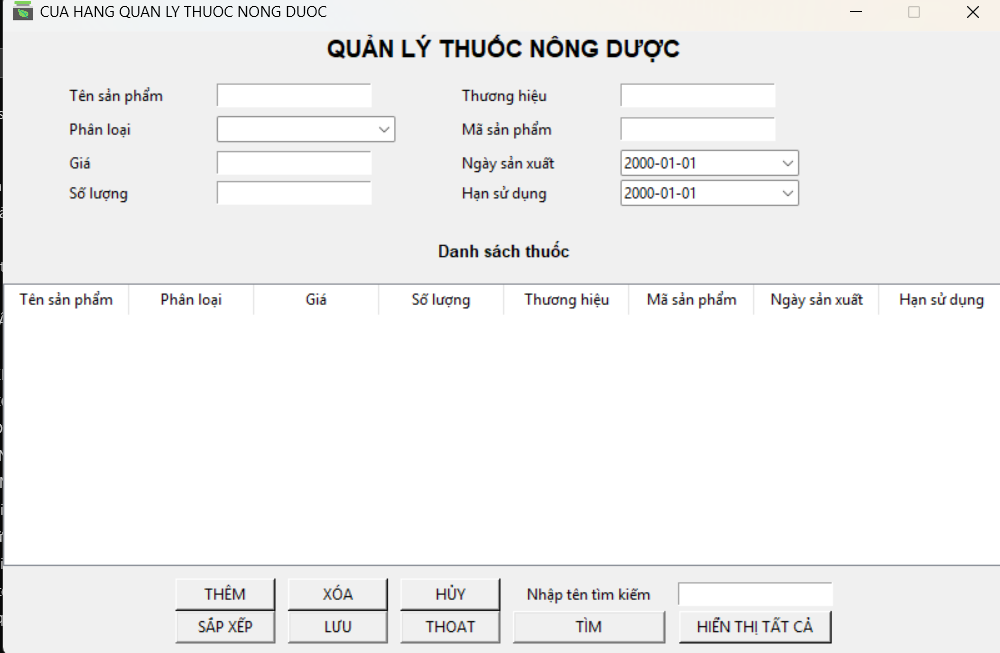 CUA HANG QUAN LY THUOC NONG DUOC
QUẢN LÝ THUỐC NÔNG DƯỢC
Tên sản phẩm Thương hiệu
Phân loại Mã sản phẩm
Giá Ngày sản xuất 2000-01-01
Số lượng Hạn sử dụng 2000-01-01
Danh sách thuốc
Tên sản phẩm Phân loại Giá Số lượng Thương hiệu Mã sản phẩm Ngày sản xuất Hạn sử dụng
THÊM XÓA HỦY Nhập tên tìm kiếm
SẮP XẾP LƯU THOAT TÌM HIỂN THỊ TẤT CẢ